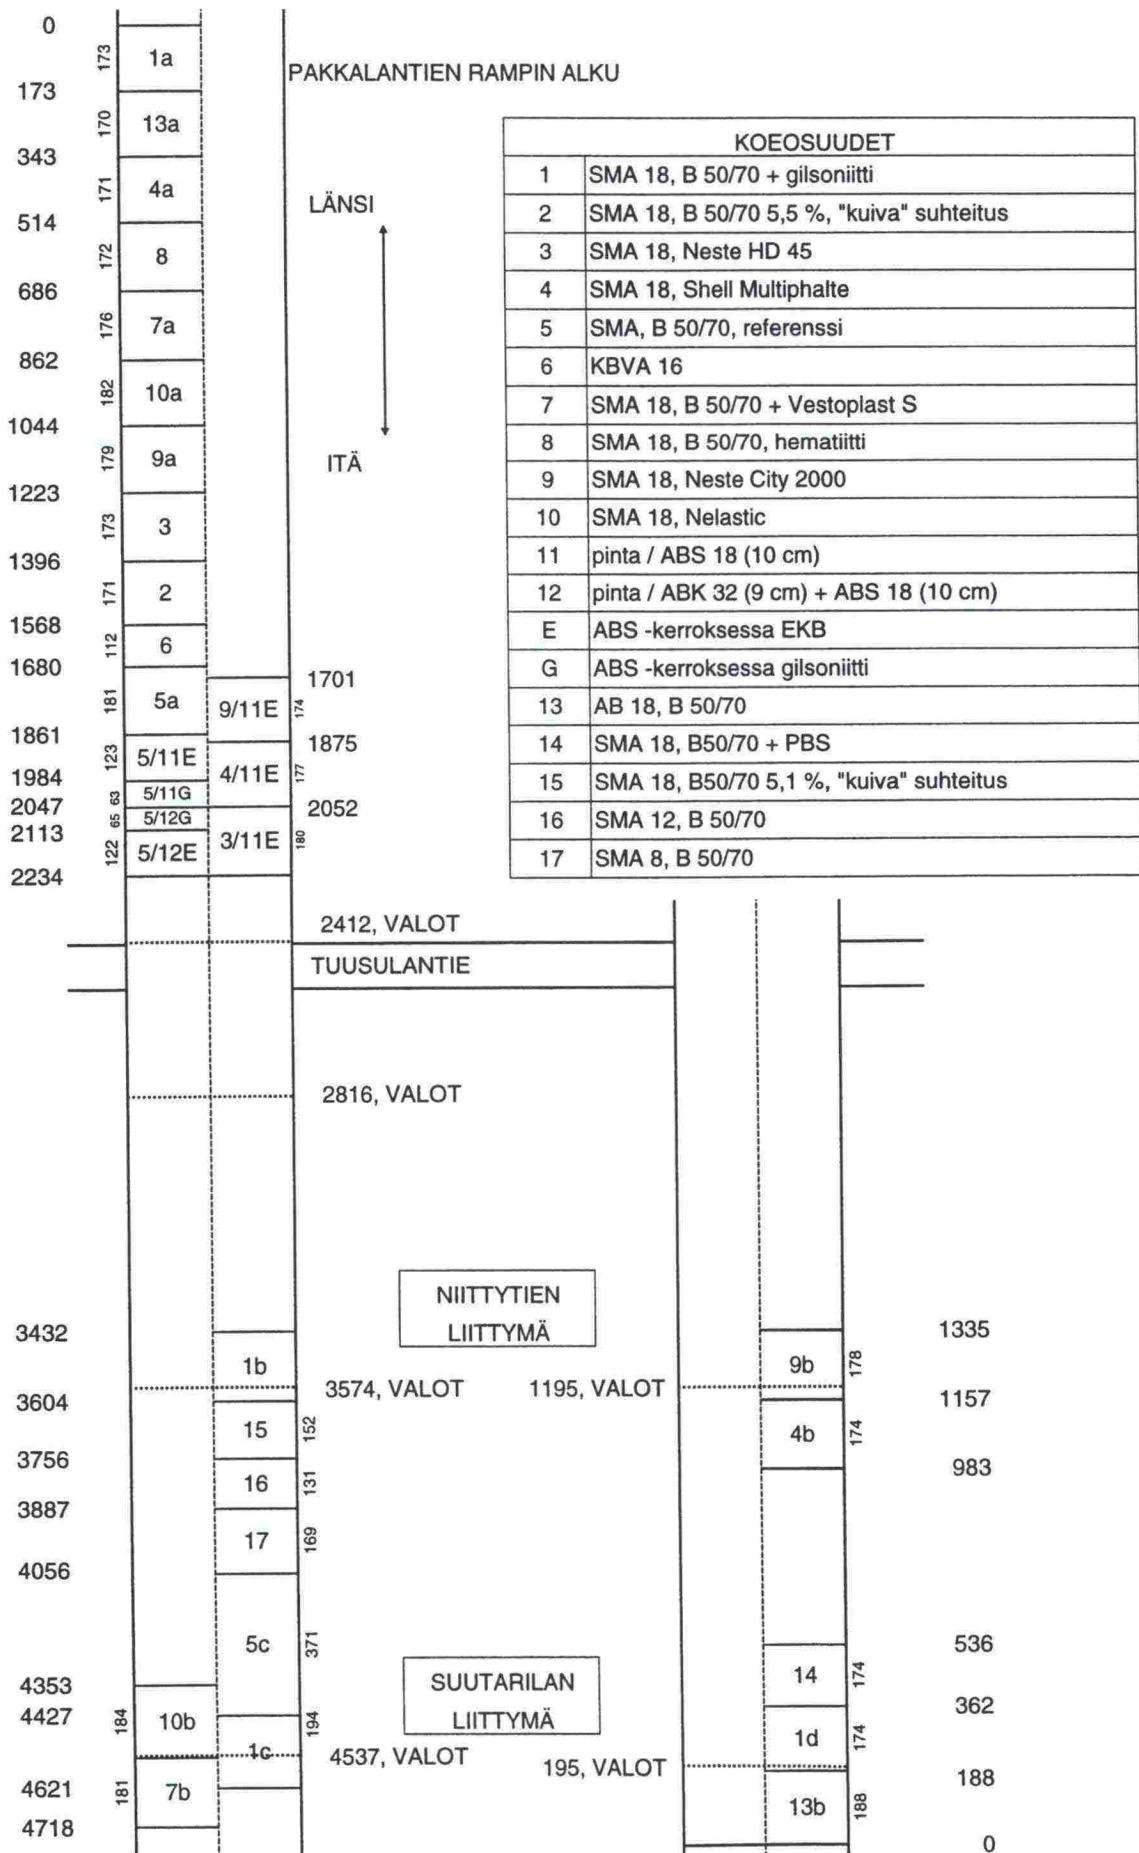 0
173 1a
PAKKALANTIEN RAMPIN ALKU
173
170 13a
343
171 4a
LÄNSI
514
172 8
686
176 7a
862
182 10a
1044
179 9a
ITÄ
1223
173 3
1396
171 2
1568
112 6
1680
1701
181 5a
9/11E 174
1861
1875
123 5/11E
4/11E 177
1984
63 5/11G
2047
2052
65 5/12G
2113
3/11E 180
122 5/12E
2234
KOEOSUUDET
1 SMA 18, B 50/70 + gilsoniitti
2 SMA 18, B 50/70 5,5 %, "kuiva" suhteitus
3 SMA 18, Neste HD 45
4 SMA 18, Shell Multiphalte
5 SMA, B 50/70, referenssi
6 KBVA 16
7 SMA 18, B 50/70 + Vestoplast S
8 SMA 18, B 50/70, hematiitti
9 SMA 18, Neste City 2000
10 SMA 18, Nelastic
11 pinta / ABS 18 (10 cm)
12 pinta / ABK 32 (9 cm) + ABS 18 (10 cm)
E ABS -kerroksessa EKB
G ABS -kerroksessa gilsoniitti
13 AB 18, B 50/70
14 SMA 18, B50/70 + PBS
15 SMA 18, B50/70 5,1 %, "kuiva" suhteitus
16 SMA 12, B 50/70
17 SMA 8, B 50/70
2412, VALOT
TUUSULANTIE
2816, VALOT
NIITTYTIEN
LIITTYMÄ
3432
1335
1b
9b 178
3574, VALOT 1195, VALOT
3604
1157
15 152
4b 174
3756
983
16 131
3887
17 169
4056
5c 371
536
SUUTARILAN
LIITTYMÄ
14 174
4353
362
4427
184 10b
194
1c
1d 174
4537, VALOT 195, VALOT
188
4621
181 7b
13b 188
4718
0